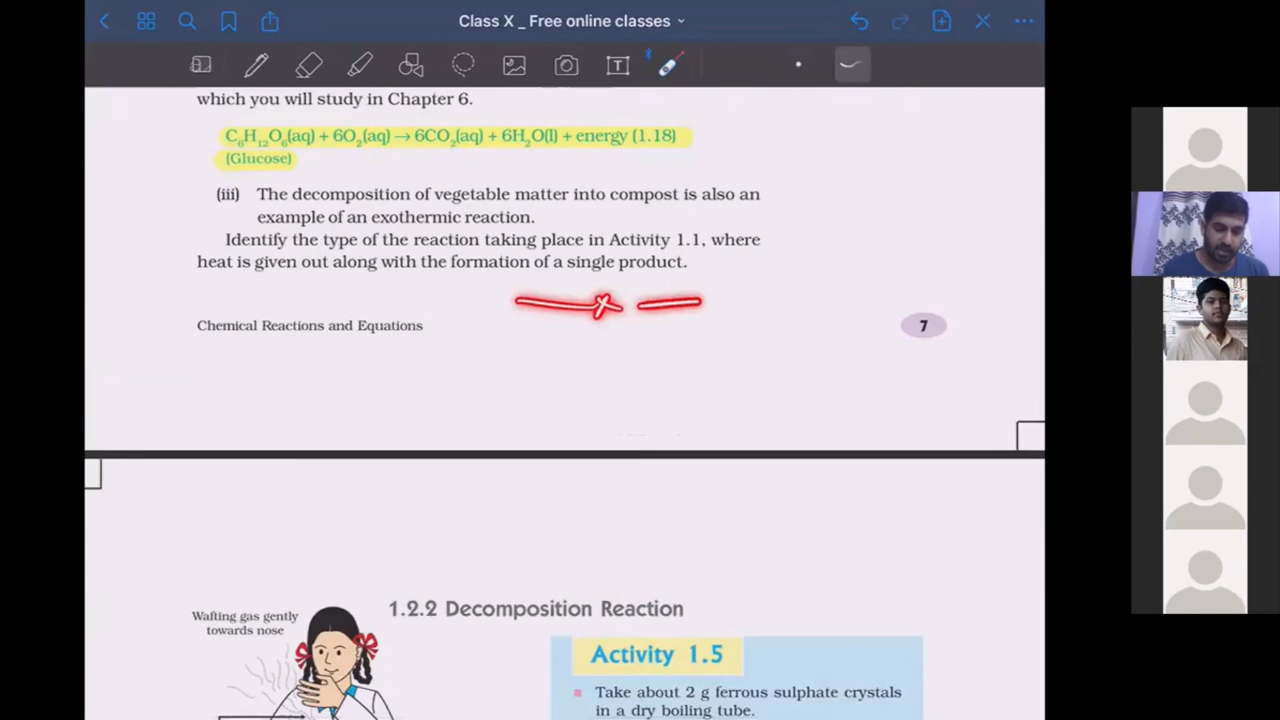 Class X _ Free online classes
which you will study in Chapter 6.
C₆H₁₂O₆(aq) + 6O₂(aq) → 6CO₂(aq) + 6H₂O(l) + energy (1.18)
(Glucose)
(iii) The decomposition of vegetable matter into compost is also an
example of an exothermic reaction.
Identify the type of the reaction taking place in Activity 1.1, where
heat is given out along with the formation of a single product.
Chemical Reactions and Equations
7
1.2.2 Decomposition Reaction
Wafting gas gently
towards nose
Activity 1.5
Take about 2 g ferrous sulphate crystals
in a dry boiling tube.